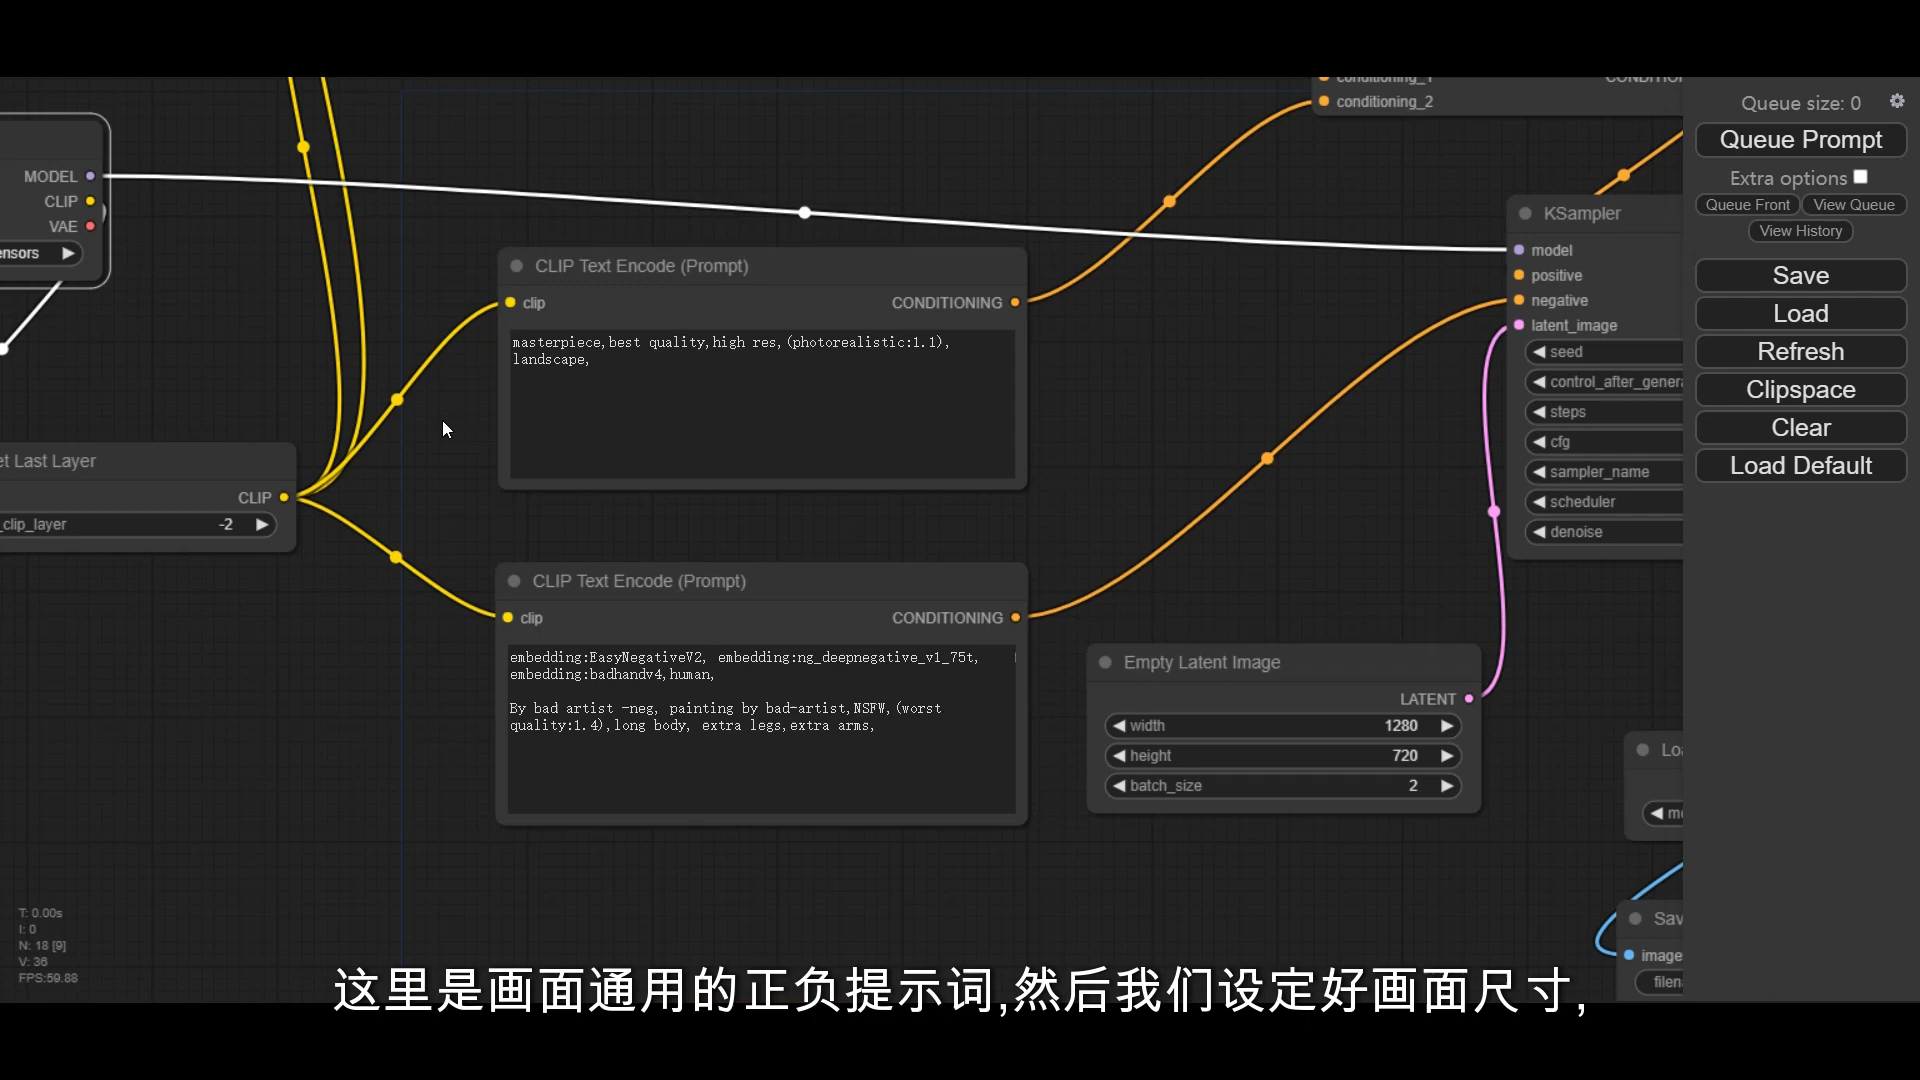 conditioning_1
conditioning_2
Queue size: 0
Queue Prompt
Extra options
Queue Front
View Queue
View History
Save
Load
Refresh
Clipspace
Clear
Load Default
MODEL
CLIP
VAE
ensors
CLIP Text Encode (Prompt)
clip
CONDITIONING
masterpiece,best quality,high res,(photorealistic:1.1),
landscape,
KSampler
model
positive
negative
latent_image
seed
control_after_genera
steps
cfg
sampler_name
scheduler
denoise
et Last Layer
CLIP
_clip_layer -2
CLIP Text Encode (Prompt)
clip
CONDITIONING
embedding:EasyNegativeV2, embedding:ng_deepnegative_v1_75t,
embedding:badhandv4,human,
By bad artist -neg, painting by bad-artist,NSFW,(worst
quality:1.4),long body, extra legs,extra arms,
Empty Latent Image
LATENT
width 1280
height 720
batch_size 2
Loa
Sav
image
filen
T: 0.00s
I: 0
N: 18 [9]
V: 36
FPS:59.88
这里是画面通用的正负提示词,然后我们设定好画面尺寸,